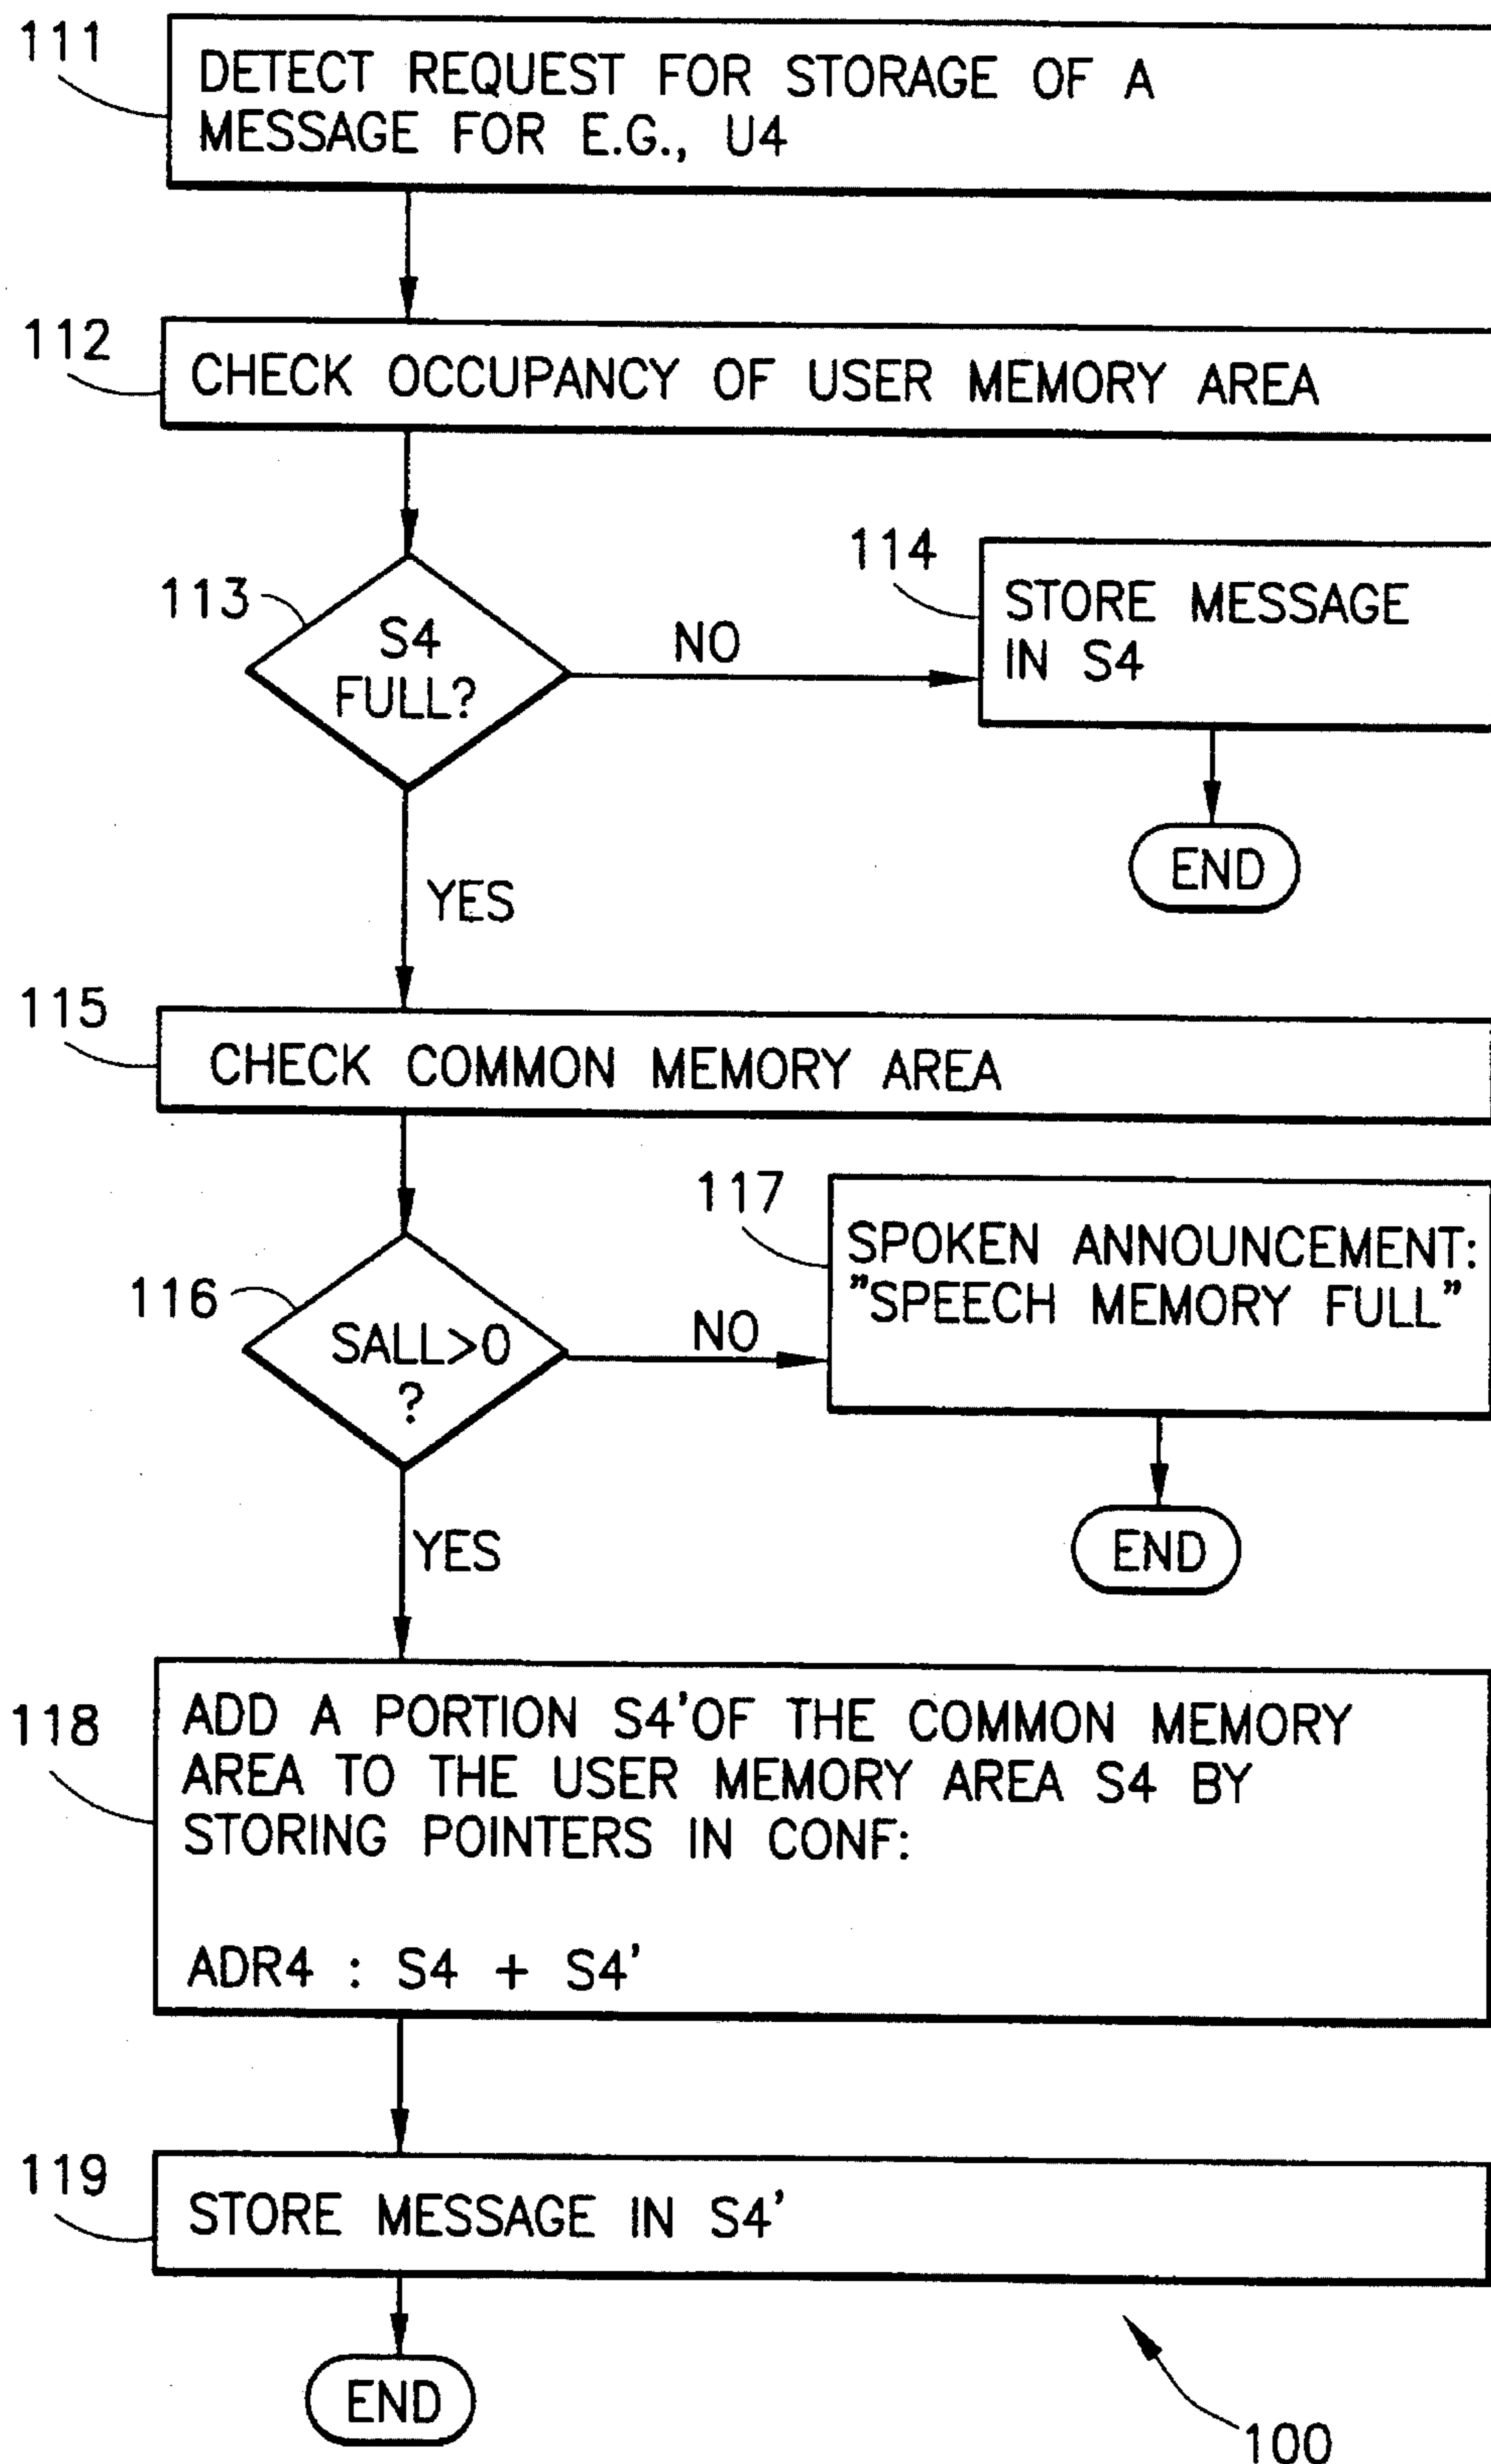 111
DETECT REQUEST FOR STORAGE OF A
MESSAGE FOR E.G., U4
112
CHECK OCCUPANCY OF USER MEMORY AREA
113
S4
FULL?
NO
114
STORE MESSAGE
IN S4
END
YES
115
CHECK COMMON MEMORY AREA
116
SALL>0
?
NO
117
SPOKEN ANNOUNCEMENT:
"SPEECH MEMORY FULL"
END
YES
118
ADD A PORTION S4'OF THE COMMON MEMORY
AREA TO THE USER MEMORY AREA S4 BY
STORING POINTERS IN CONF:
ADR4 : S4 + S4'
119
STORE MESSAGE IN S4'
END
100